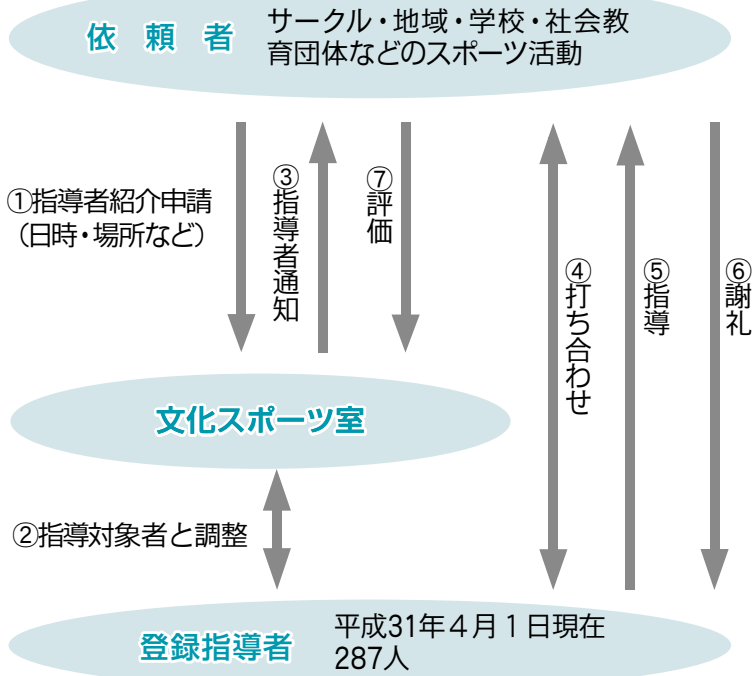 依頼者
サークル・地域・学校・社会教
育団体などのスポーツ活動
①指導者紹介申請
（日時・場所など）
③指導者通知
⑦評価
④打ち合わせ
⑤指導
⑥謝礼
文化スポーツ室
②指導対象者と調整
登録指導者
平成31年４月１日現在
287人